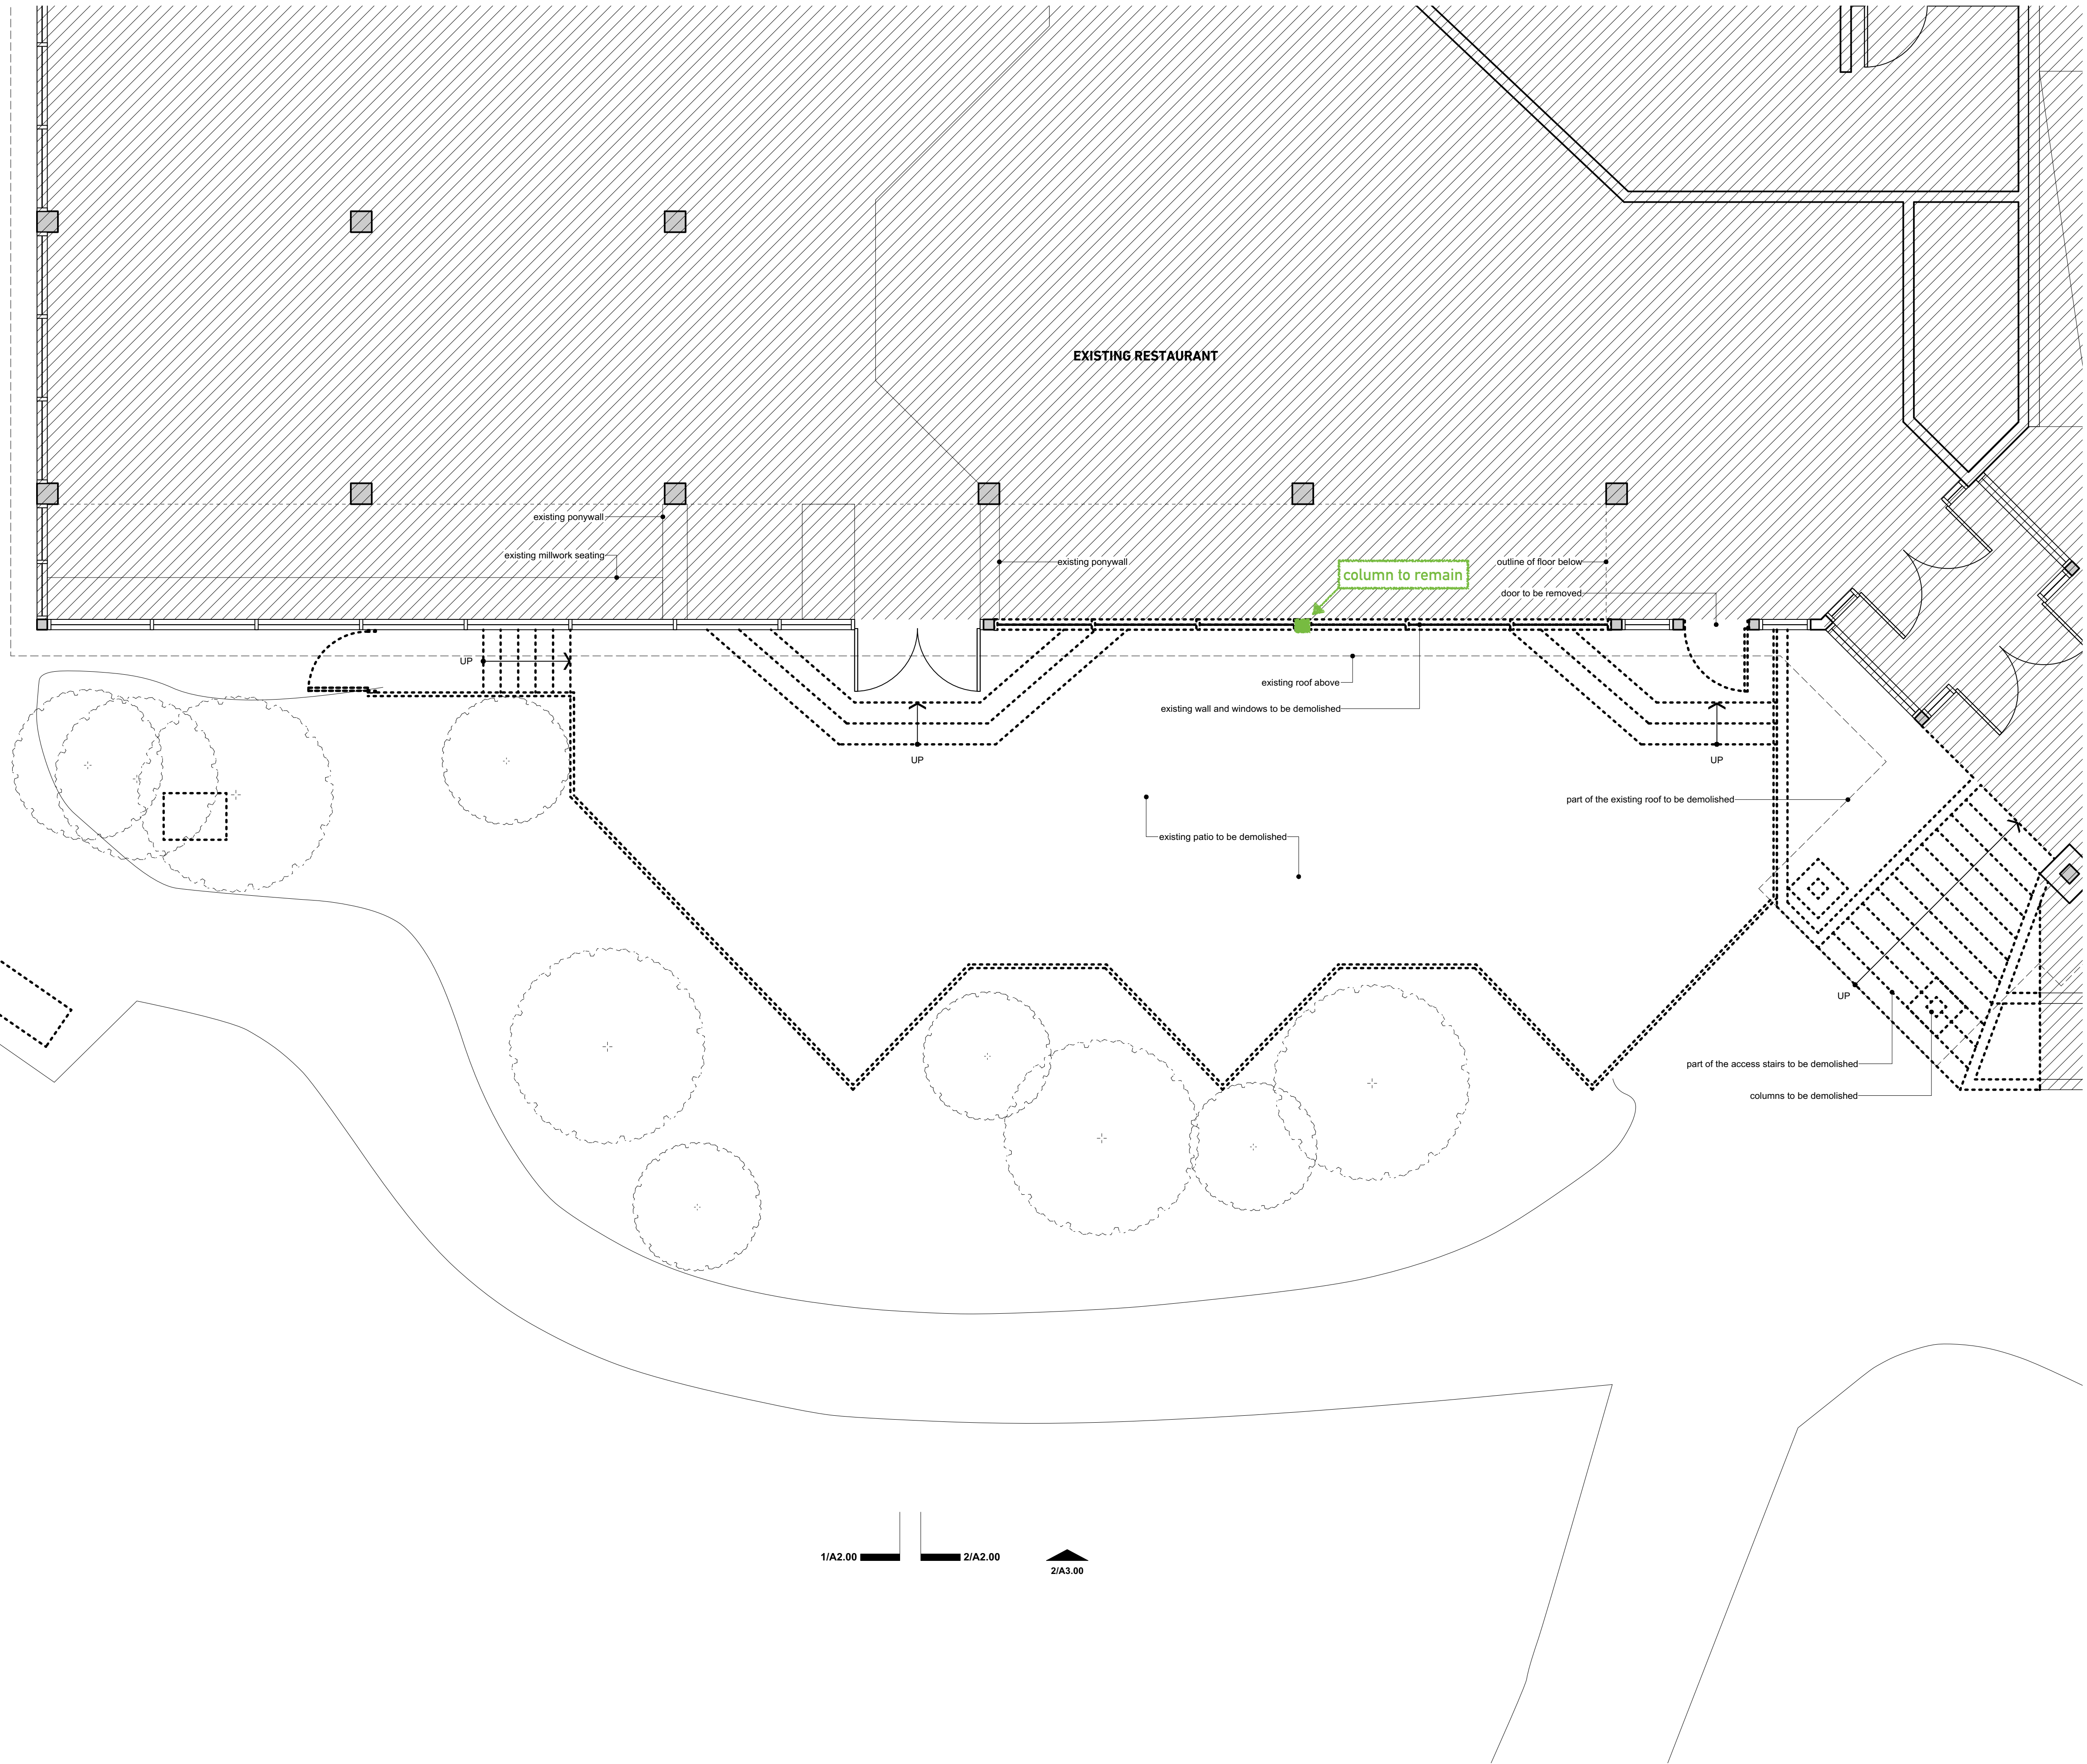 EXISTING RESTAURANT
existing ponywall
existing millwork seating
existing ponywall
outline of floor below
column to remain
door to be removed
UP
existing roof above
existing wall and windows to be demolished
UP
UP
part of the existing roof to be demolished
existing patio to be demolished
UP
part of the access stairs to be demolished
columns to be demolished
1/A2.00
2/A2.00
2/A3.00